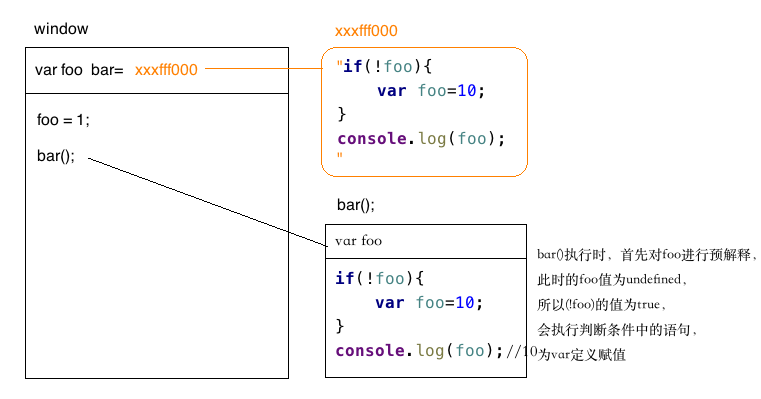 window
var foo  bar=  xxxfff000
foo = 1;
bar();
xxxfff000
"if(!foo){
    var foo=10;
}
console.log(foo);
"
bar();
var foo
if(!foo){
    var foo=10;
}
console.log(foo);//10
bar()执行时，首先对foo进行预解释，
此时的foo值为undefined，
所以(!foo)的值为true，
会执行判断条件中的语句，
为var定义赋值